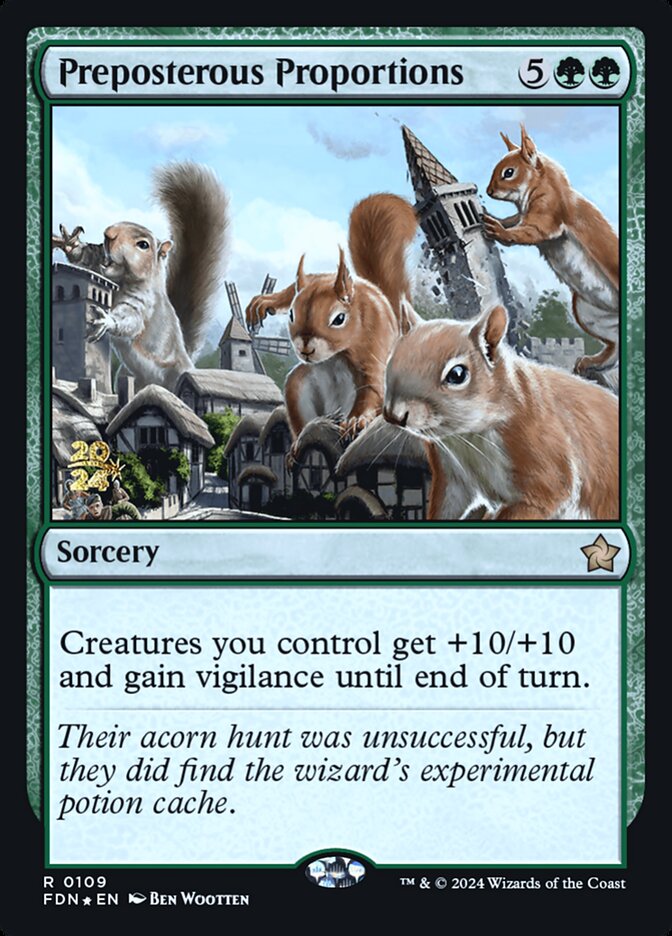 Preposterous Proportions 5
20
24
Sorcery
Creatures you control get +10/+10
and gain vigilance until end of turn.
Their acorn hunt was unsuccessful, but
they did find the wizard's experimental
potion cache.
R 0109
FDN★EN Ben Wootten
™ & © 2024 Wizards of the Coast